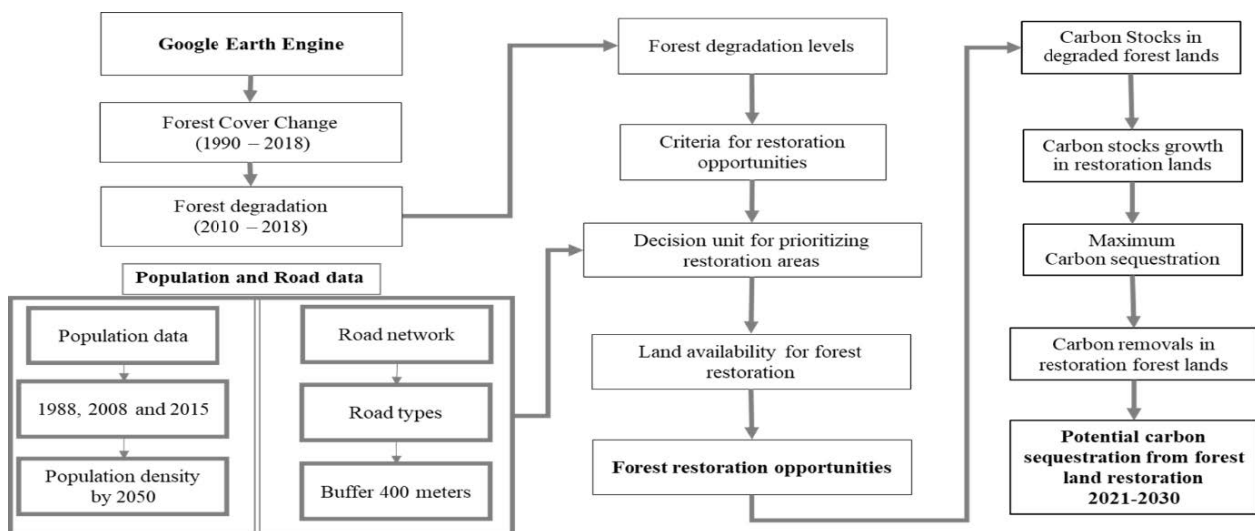 Google Earth Engine
Forest Cover Change
(1990 – 2018)
Forest degradation
(2010 – 2018)
Population and Road data
Population data
1988, 2008 and 2015
Population density
by 2050
Road network
Road types
Buffer 400 meters
Forest degradation levels
Criteria for restoration
opportunities
Decision unit for prioritizing
restoration areas
Land availability for forest
restoration
Forest restoration opportunities
Carbon Stocks in
degraded forest lands
Carbon stocks growth
in restoration lands
Maximum
Carbon sequestration
Carbon removals in
restoration forest lands
Potential carbon
sequestration from forest
land restoration
2021-2030